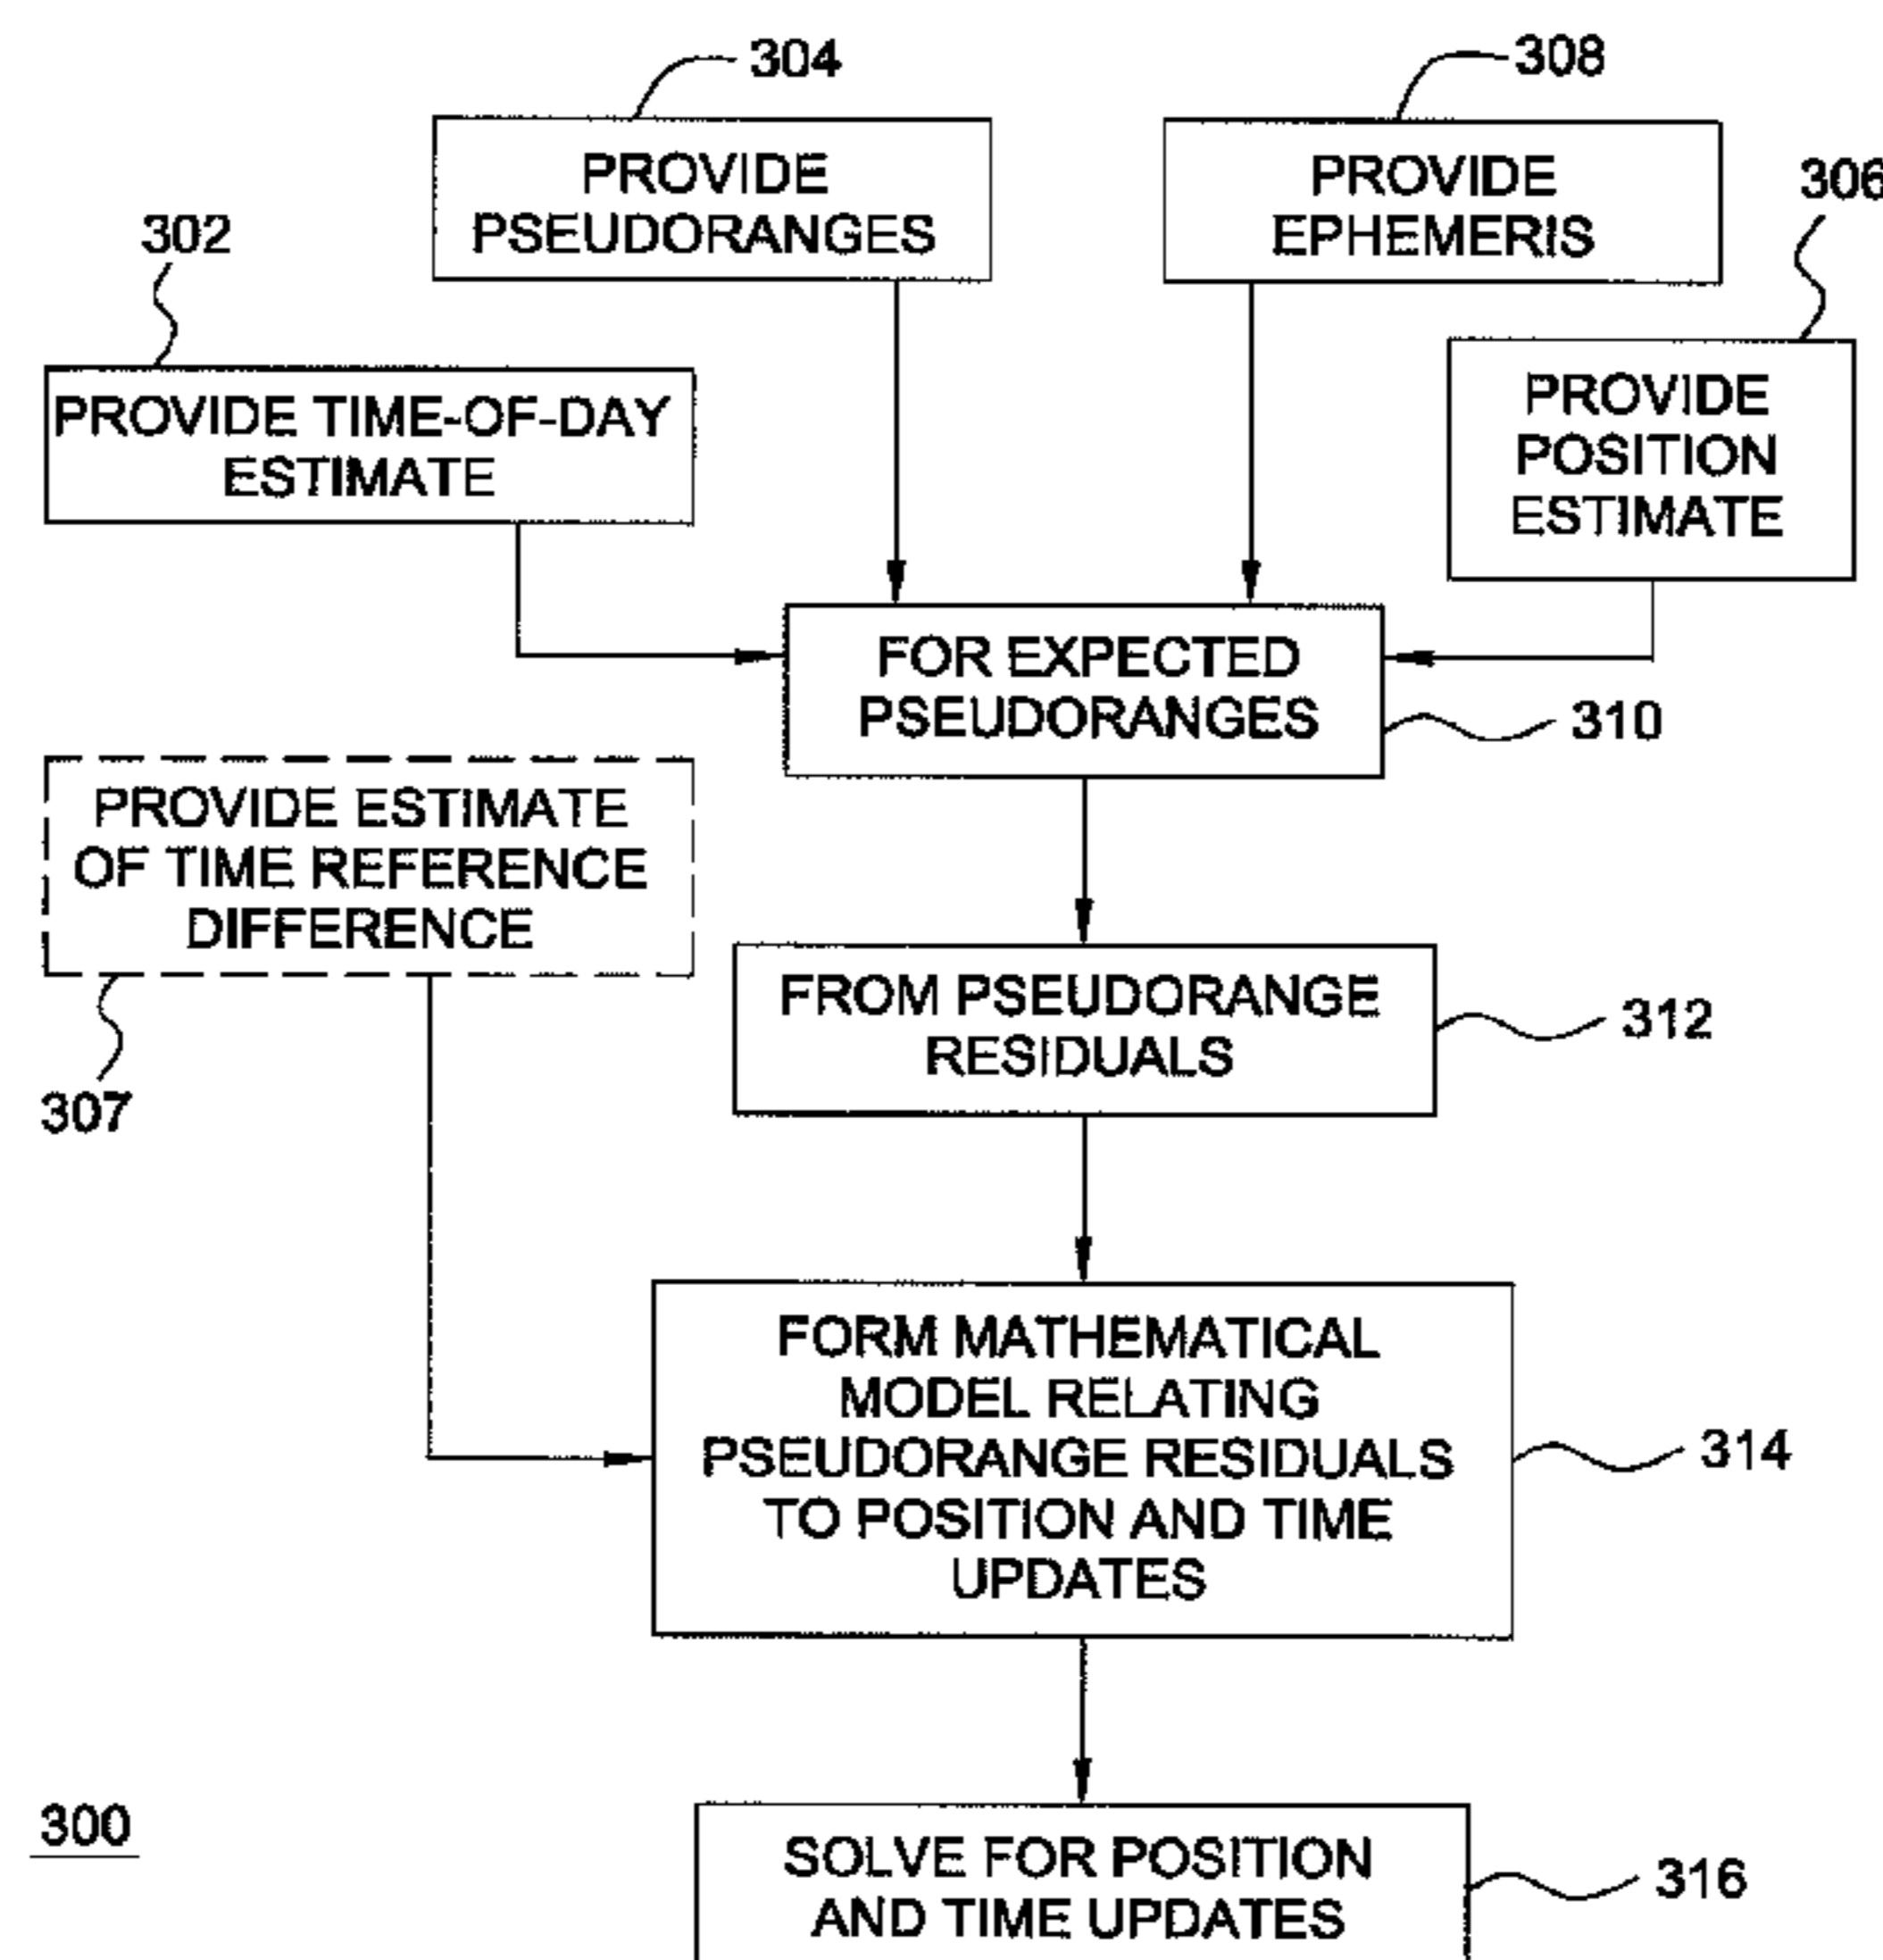 304
308
PROVIDE
PSEUDORANGES
PROVIDE
EPHEMERIS
306
302
PROVIDE TIME-OF-DAY
ESTIMATE
PROVIDE
POSITION
ESTIMATE
FOR EXPECTED
PSEUDORANGES
310
PROVIDE ESTIMATE
OF TIME REFERENCE
DIFFERENCE
307
FROM PSEUDORANGE
RESIDUALS
312
FORM MATHEMATICAL
MODEL RELATING
PSEUDORANGE RESIDUALS
TO POSITION AND TIME
UPDATES
314
300
SOLVE FOR POSITION
AND TIME UPDATES
316